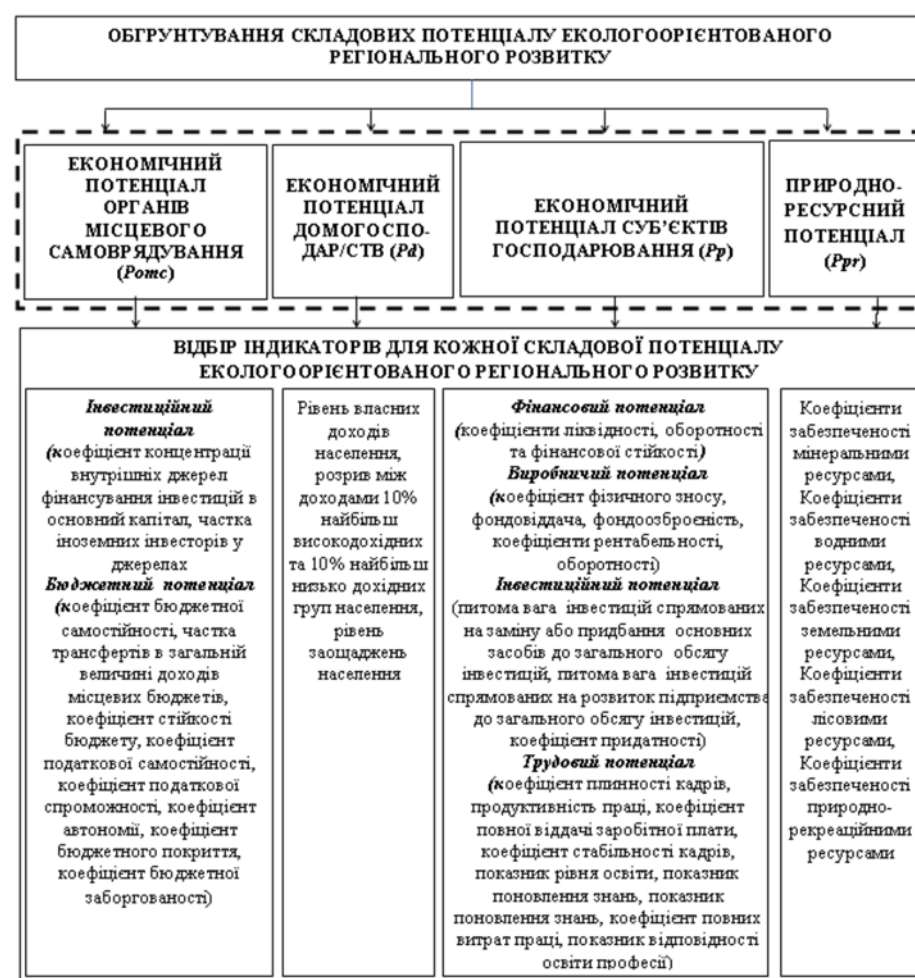 ОБГРУНТУВАННЯ СКЛАДОВИХ ПОТЕНЦІАЛУ ЕКОЛОГООРІЄНТОВАНОГО
РЕГІОНАЛЬНОГО РОЗВИТКУ
ЕКОНОМІЧНИЙ
ПОТЕНЦІАЛ
ОРГАНІВ
МІСЦЕВОГО
САМОВРЯДУВАННЯ (Pomc)
ЕКОНОМІЧНИЙ
ПОТЕНЦІАЛ
ДОМОГОСПО-
ДАР/СТВ (Pd)
ЕКОНОМІЧНИЙ
ПОТЕНЦІАЛ СУБ’ЄКТІВ
ГОСПОДАРЮВАННЯ (Pp)
ПРИРОДНО-
РЕСУРСНИЙ
ПОТЕНЦІАЛ
(Ppr)
ВІДБІР ІНДИКАТОРІВ ДЛЯ КОЖНОЇ СКЛАДОВОЇ ПОТЕНЦІАЛУ
ЕКОЛОГООРІЄНТОВАНОГО РЕГІОНАЛЬНОГО РОЗВИТКУ
Інвестиційний
потенціал
(коефіцієнт концентрації
внутрішніх джерел
фінансування інвестицій в
основний капітал, частка
іноземних інвесторів у
джерелах
Бюджетний потенціал
(коефіцієнт бюджетної
самостійності, частка
трансфертів в загальній
величині доходів
місцевих бюджетів,
коефіцієнт стійкості
бюджету, коефіцієнт
податкової самостійності,
коефіцієнт податкової
спроможності, коефіцієнт
автономії, коефіцієнт
бюджетного покриття,
коефіцієнт бюджетної
заборгованості)
Рівень власних
доходів
населення,
розрив між
доходами 10%
найбільш
високодохідних
та 10% найбільш
низько дохідних
груп населення,
рівень
заощаджень
населення
Фінансовий потенціал
(коефіцієнти ліквідності, оборотності
та фінансової стійкості)
Виробничий потенціал
(коефіцієнт фізичного зносу,
фондовіддача, фондоозброєність,
коефіцієнти рентабельності,
оборотності)
Інвестиційний потенціал
(питома вага інвестицій спрямованих
на заміну або придбання основних
засобів до загального обсягу
інвестицій, питома вага інвестицій
спрямованих на розвиток підприємства
до загального обсягу інвестицій,
коефіцієнт придатності)
Трудовий потенціал
(коефіцієнт плинності кадрів,
продуктивність праці, коефіцієнт
повної віддачі заробітної плати,
коефіцієнт стабільності кадрів,
показник рівня освіти, показник
поновлення знань, показник
поновлення знань, коефіцієнт повних
витрат праці, показник відповідності
освіти професії)
Коефіцієнти
забезпеченості
мінеральними
ресурсами,
Коефіцієнти
забезпеченості
водними
ресурсами,
Коефіцієнти
забезпеченості
земельними
ресурсами,
Коефіцієнти
забезпеченості
лісовими
ресурсами,
Коефіцієнти
забезпеченості
природно-
рекреаційними
ресурсами